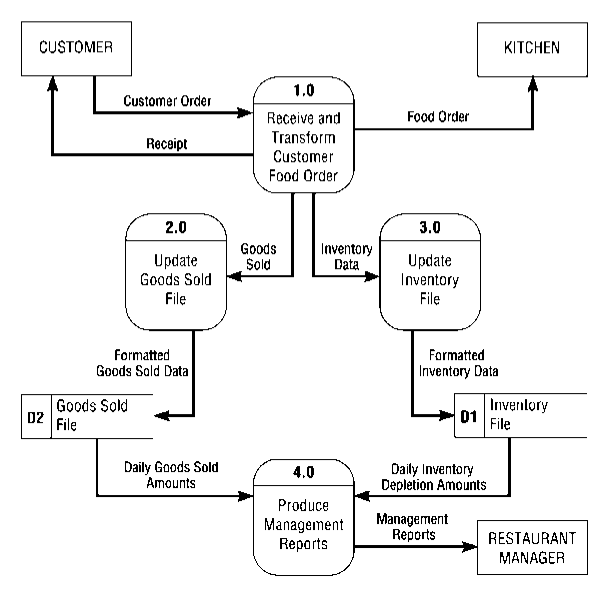 CUSTOMER
KITCHEN
Customer Order
Receipt
1.0
Receive and
Transform
Customer
Food Order
Food Order
2.0
Update
Goods Sold
File
Goods
Sold
Inventory
Data
3.0
Update
Inventory
File
Formatted
Goods Sold Data
Formatted
Inventory Data
D2
Goods Sold
File
D1
Inventory
File
Daily Goods Sold
Amounts
4.0
Produce
Management
Reports
Daily Inventory
Depletion Amounts
Management
Reports
RESTAURANT
MANAGER